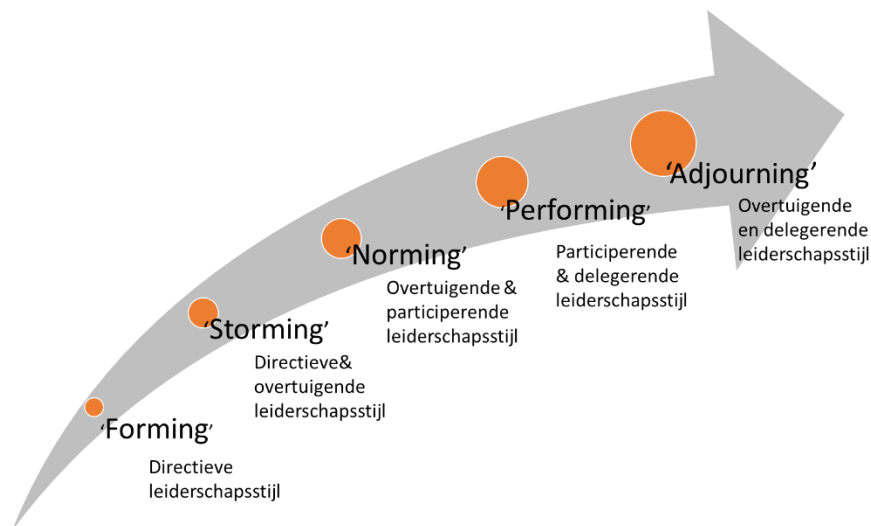 'Forming'
Directieve
leiderschapsstijl
'Storming'
Directieve&
overtuigende
leiderschapsstijl
'Norming'
Overtuigende &
participerende
leiderschapsstijl
'Performing'
Participerende
& delegerende
leiderschapsstijl
'Adjourning'
Overtuigende
en delegerende
leiderschapsstijl